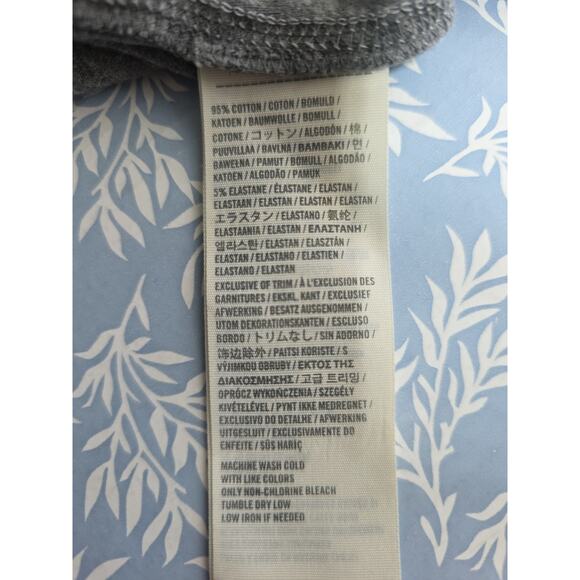 95% COTTON / COTON / BOMULD /
KATOEN / BAUMWOLLE / BOMULL /
COTONE / コットン / ALGODÓN / 棉 /
PUUVILLAA / BAVLNA / ΒΑΜΒΑΚΙ / 면 /
BAWEŁNA / PAMUT / BOMULL / ALGODÃO /
KATOEN / ALGODÃO / PAMUK
5% ELASTANE / ÉLASTANE / ELASTAN /
ELASTAAN / ELASTAN / ELASTAN / ELASTAN /
エラスタン / ELASTANO / 氨纶 /
ELASTAANIA / ELASTAN / ΕΛΑΣΤΑΝΗ /
엘라스탄 / ELASTAN / ELASZTÁN /
ELASTAN / ELASTANO / ELASTIEN /
ELASTANO / ELASTAN
EXCLUSIVE OF TRIM / À L'EXCLUSION DES
GARNITURES / EKSKL. KANT / EXCLUSIEF
AFWERKING / BESATZ AUSGENOMMEN /
UTOM DEKORATIONSKANTEN / ESCLUSO
BORDO / トリムなし / SIN ADORNO /
饰边除外 / PAITSI KORISTE / S
VÝJIMKOU OBRUBY / ΕΚΤΟΣ ΤΗΣ
ΔΙΑΚΟΣΜΗΣΗΣ / 고급 트리밍 /
OPRÓCZ WYKOŃCZENIA / SZEGÉLY
KIVÉTELÉVEL / PYNT IKKE MEDREGNET /
EXCLUSIVO DO DETALHE / AFWERKING
UITGESLUIT / EXCLUSIVAMENTE DO
ENFEITE / SÜS HARİÇ
MACHINE WASH COLD
WITH LIKE COLORS
ONLY NON-CHLORINE BLEACH
TUMBLE DRY LOW
LOW IRON IF NEEDED